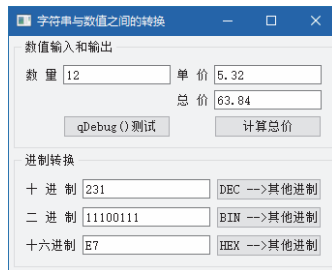 字符串与数值之间的转换
数值输入和输出
数 量 12 单 价 5.32
总 价 63.84
qDebug()测试 计算总价
进制转换
十 进 制 231 DEC -->其他进制
二 进 制 11100111 BIN -->其他进制
十六进制 E7 HEX -->其他进制